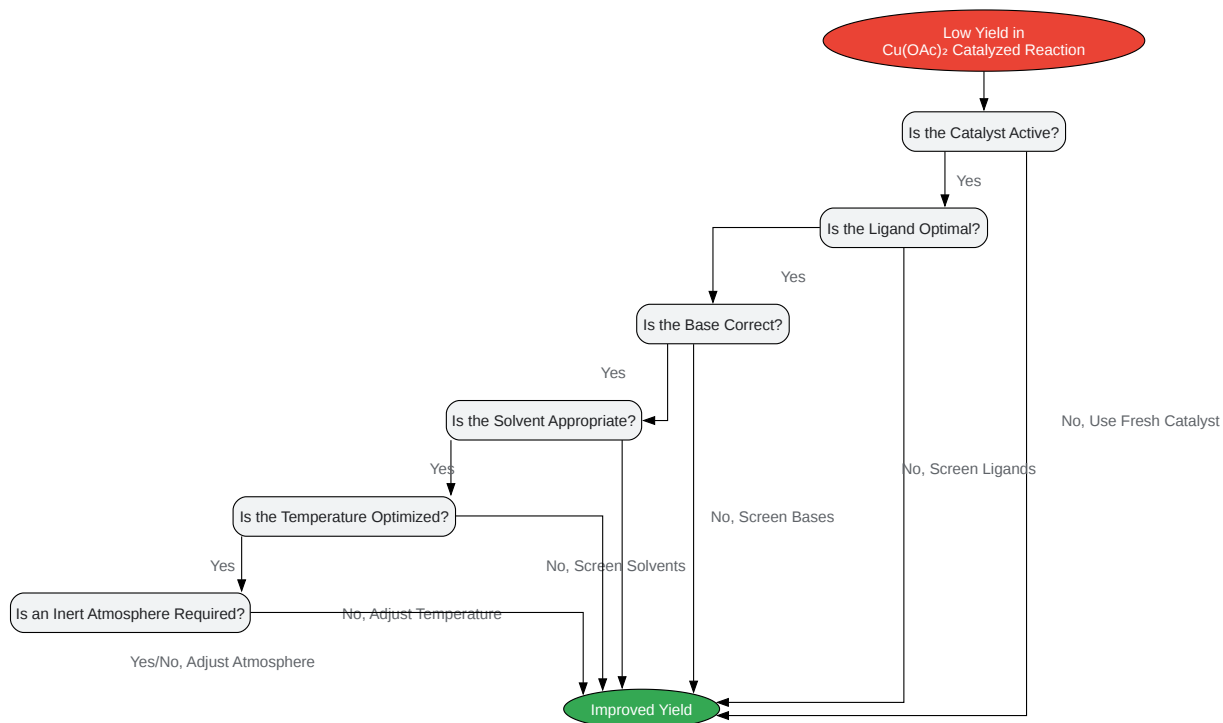 Low Yield in
Cu(OAc)₂ Catalyzed Reaction
Is the Catalyst Active?
Yes
Is the Ligand Optimal?
Yes
Is the Base Correct?
Yes
Is the Solvent Appropriate?
No, Use Fresh Catalyst
Yes
No, Screen Ligands
Is the Temperature Optimized?
No, Screen Bases
Yes
No, Screen Solvents
Is an Inert Atmosphere Required?
No, Adjust Temperature
Yes/No, Adjust Atmosphere
Improved Yield